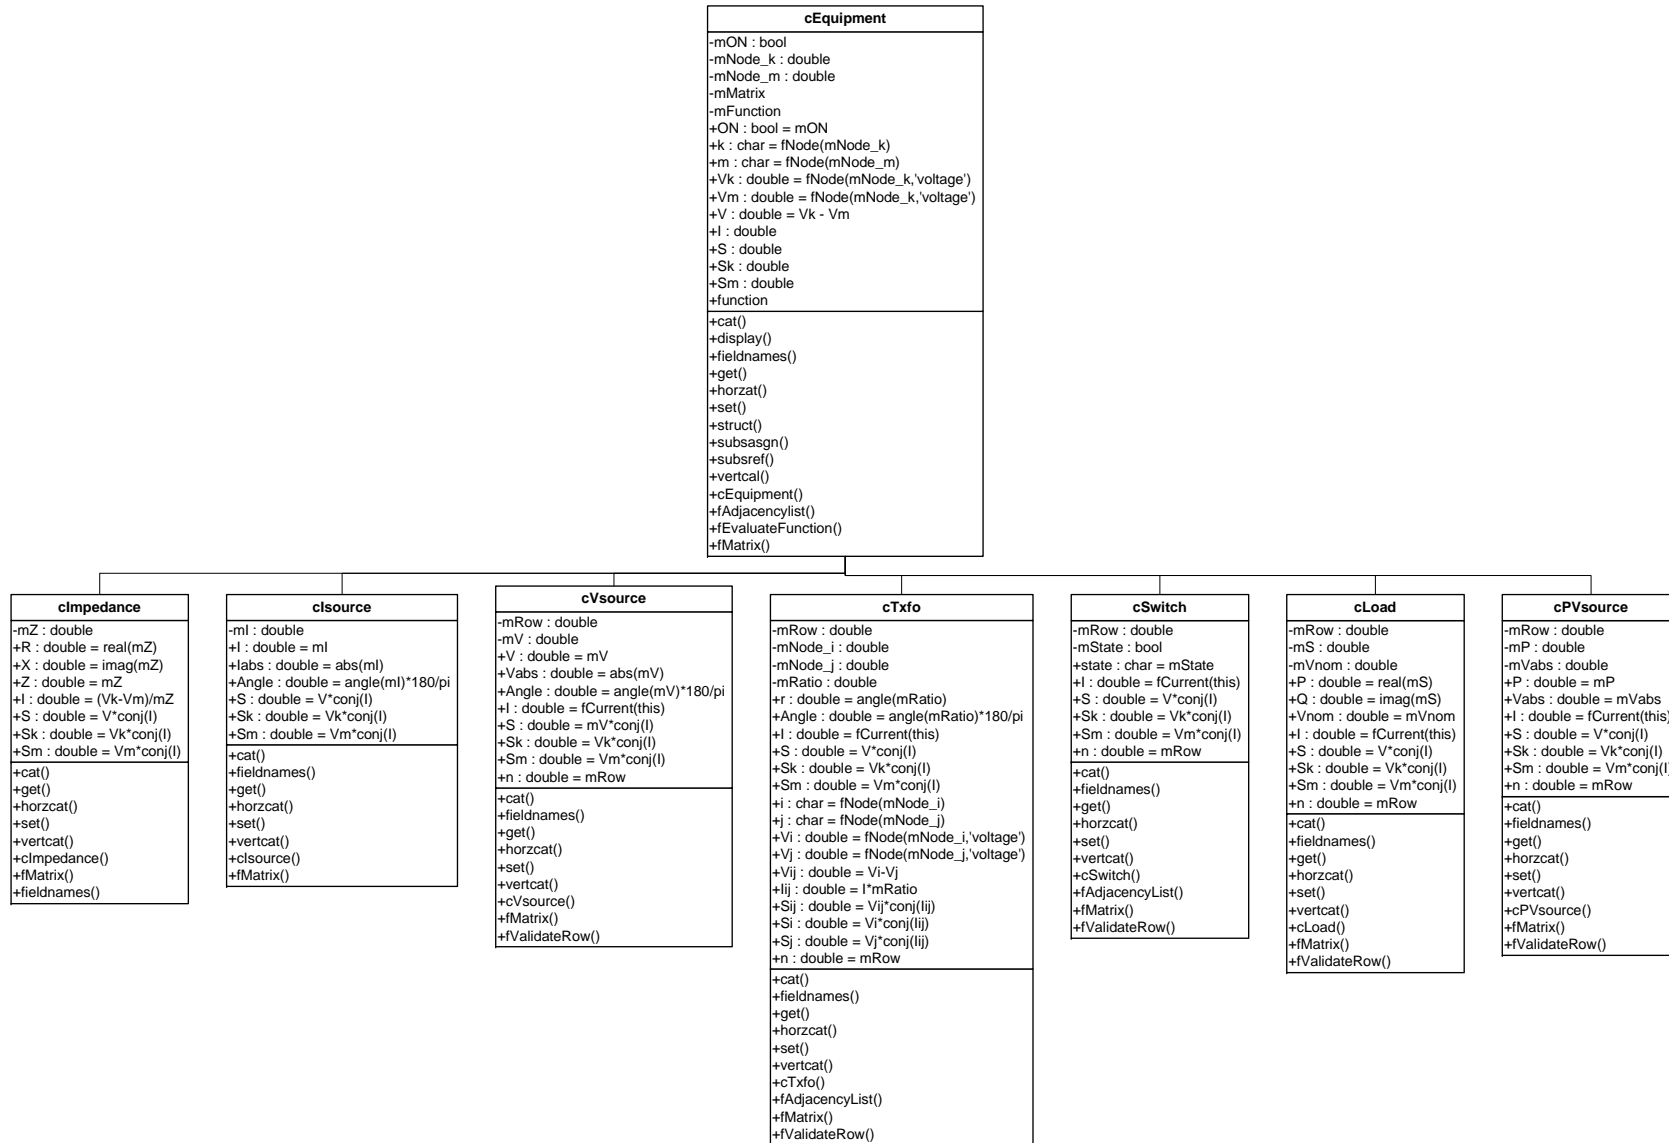 cEquipment
-mON : bool
-mNode_k : double
-mNode_m : double
-mMatrix
-mFunction
+ON : bool = mON
+k : char = fNode(mNode_k)
+m : char = fNode(mNode_m)
+Vk : double = fNode(mNode_k,'voltage')
+Vm : double = fNode(mNode_k,'voltage')
+V : double = Vk - Vm
+I : double
+S : double
+Sk : double
+Sm : double
+function
+cat()
+display()
+fieldnames()
+get()
+horzat()
+set()
+struct()
+subsasgn()
+subsref()
+vertcal()
+cEquipment()
+fAdjacencylist()
+fEvaluateFunction()
+fMatrix()
cImpedance
-mZ : double
+R : double = real(mZ)
+X : double = imag(mZ)
+Z : double = mZ
+I : double = (Vk-Vm)/mZ
+S : double = V*conj(I)
+Sk : double = Vk*conj(I)
+Sm : double = Vm*conj(I)
+cat()
+get()
+horzcat()
+set()
+vertcat()
+cImpedance()
+fMatrix()
+fieldnames()
cIsource
-mI : double
+I : double = mI
+Iabs : double = abs(mI)
+Angle : double = angle(mI)*180/pi
+S : double = V*conj(I)
+Sk : double = Vk*conj(I)
+Sm : double = Vm*conj(I)
+cat()
+fieldnames()
+get()
+horzcat()
+set()
+vertcat()
+cIsource()
+fMatrix()
cVsource
-mRow : double
-mV : double
+V : double = mV
+Vabs : double = abs(mV)
+Angle : double = angle(mV)*180/pi
+I : double = fCurrent(this)
+S : double = mV*conj(I)
+Sk : double = Vk*conj(I)
+Sm : double = Vm*conj(I)
+n : double = mRow
+cat()
+fieldnames()
+get()
+horzcat()
+set()
+vertcat()
+cVsource()
+fMatrix()
+fValidateRow()
cTxfo
-mRow : double
-mNode_i : double
-mNode_j : double
-mRatio : double
+r : double = angle(mRatio)
+Angle : double = angle(mRatio)*180/pi
+I : double = fCurrent(this)
+S : double = V*conj(I)
+Sk : double = Vk*conj(I)
+Sm : double = Vm*conj(I)
+i : char = fNode(mNode_i)
+j : char = fNode(mNode_j)
+Vi : double = fNode(mNode_i,'voltage')
+Vj : double = fNode(mNode_j,'voltage')
+Vij : double = Vi-Vj
+Iij : double = I*mRatio
+Sij : double = Vij*conj(Iij)
+Si : double = Vi*conj(Iij)
+Sj : double = Vj*conj(Iij)
+n : double = mRow
+cat()
+fieldnames()
+get()
+horzcat()
+set()
+vertcat()
+cTxfo()
+fAdjacencyList()
+fMatrix()
+fValidateRow()
cSwitch
-mRow : double
-mState : bool
+state : char = mState
+I : double = fCurrent(this)
+S : double = V*conj(I)
+Sk : double = Vk*conj(I)
+Sm : double = Vm*conj(I)
+n : double = mRow
+cat()
+fieldnames()
+get()
+horzcat()
+set()
+vertcat()
+cSwitch()
+fAdjacencyList()
+fMatrix()
+fValidateRow()
cLoad
-mRow : double
-mS : double
-mVnom : double
+P : double = real(mS)
+Q : double = imag(mS)
+Vnom : double = mVnom
+I : double = fCurrent(this)
+S : double = V*conj(I)
+Sk : double = Vk*conj(I)
+Sm : double = Vm*conj(I)
+n : double = mRow
+cat()
+fieldnames()
+get()
+horzcat()
+set()
+vertcat()
+cLoad()
+fMatrix()
+fValidateRow()
cPVsource
-mRow : double
-mP : double
-mVabs : double
+P : double = mP
+Vabs : double = mVabs
+I : double = fCurrent(this)
+S : double = V*conj(I)
+Sk : double = Vk*conj(I)
+Sm : double = Vm*conj(I)
+n : double = mRow
+cat()
+fieldnames()
+get()
+horzcat()
+set()
+vertcat()
+cPVsource()
+fMatrix()
+fValidateRow()